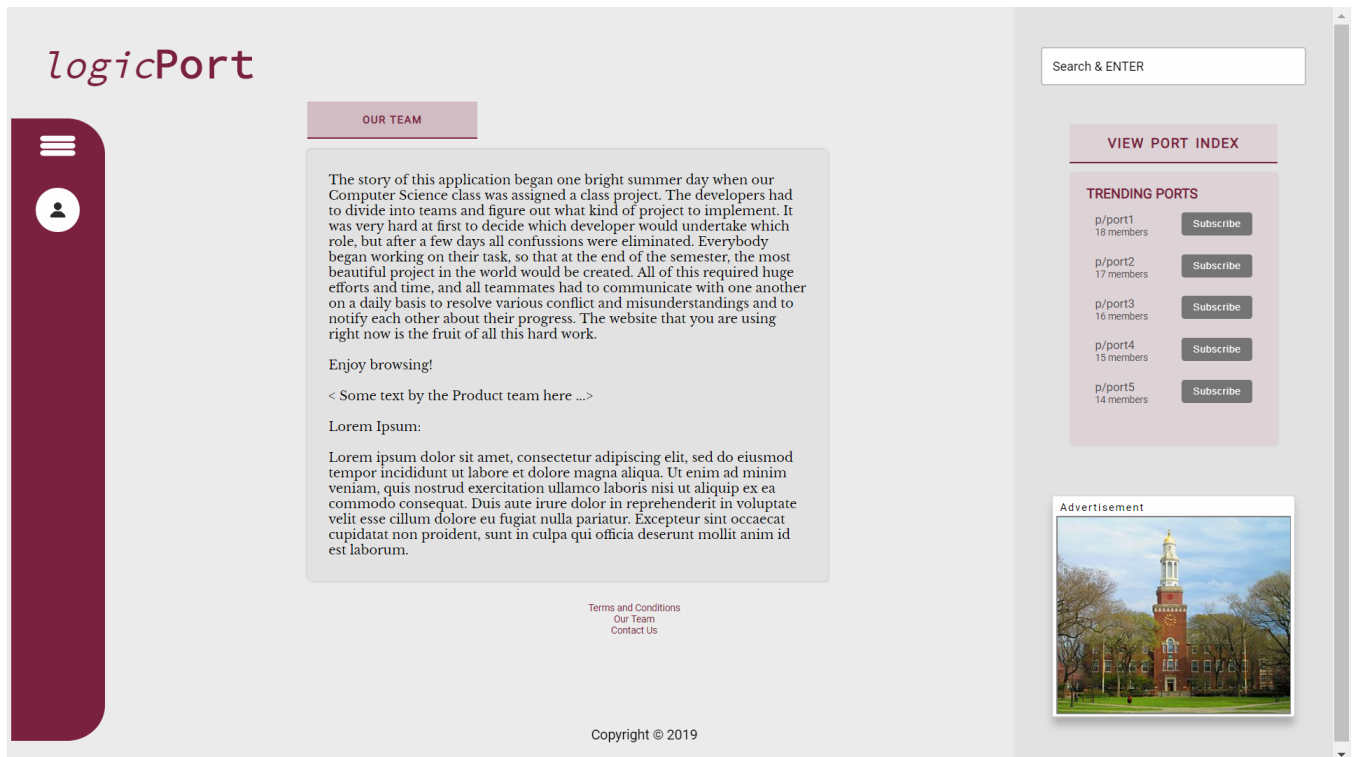 logicPort
Search & ENTER
OUR TEAM
VIEW PORT INDEX
The story of this application began one bright summer day when our
Computer Science class was assigned a class project. The developers had
to divide into teams and figure out what kind of project to implement. It
was very hard at first to decide which developer would undertake which
role, but after a few days all confussions were eliminated. Everybody
began working on their task, so that at the end of the semester, the most
beautiful project in the world would be created. All of this required huge
efforts and time, and all teammates had to communicate with one another
on a daily basis to resolve various conflict and misunderstandings and to
notify each other about their progress. The website that you are using
right now is the fruit of all this hard work.
Enjoy browsing!
< Some text by the Product team here ...>
Lorem Ipsum:
Lorem ipsum dolor sit amet, consectetur adipiscing elit, sed do eiusmod
tempor incididunt ut labore et dolore magna aliqua. Ut enim ad minim
veniam, quis nostrud exercitation ullamco laboris nisi ut aliquip ex ea
commodo consequat. Duis aute irure dolor in reprehenderit in voluptate
velit esse cillum dolore eu fugiat nulla pariatur. Excepteur sint occaecat
cupidatat non proident, sunt in culpa qui officia deserunt mollit anim id
est laborum.
TRENDING PORTS
p/port1
18 members
Subscribe
p/port2
17 members
Subscribe
p/port3
16 members
Subscribe
p/port4
15 members
Subscribe
p/port5
14 members
Subscribe
Advertisement
Terms and Conditions
Our Team
Contact Us
Copyright © 2019